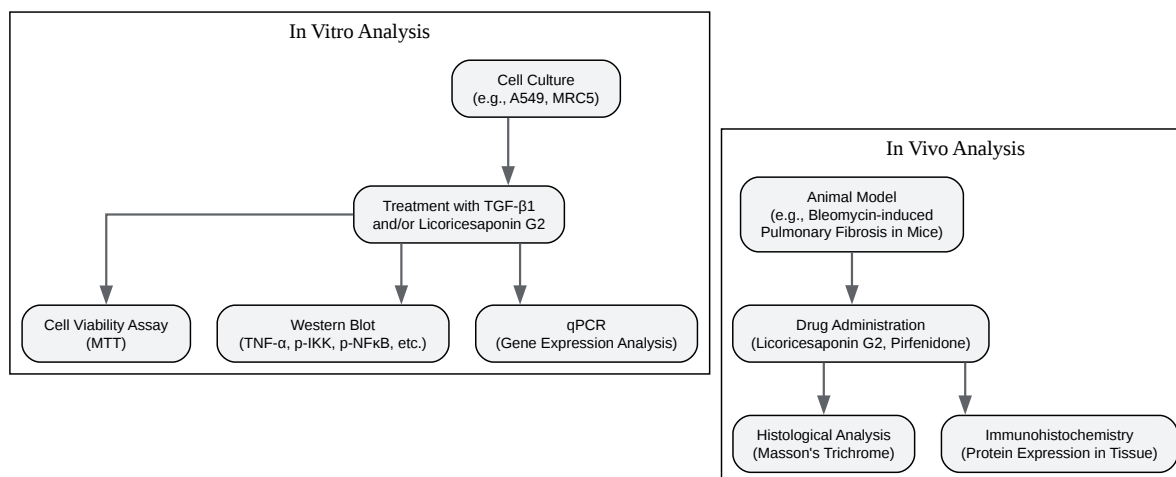 In Vitro Analysis
Cell Culture
(e.g., A549, MRC5)
Treatment with TGF-β1
and/or Licoricesaponin G2
Cell Viability Assay
(MTT)
Western Blot
(TNF-α, p-IKK, p-NFκB, etc.)
qPCR
(Gene Expression Analysis)
In Vivo Analysis
Animal Model
(e.g., Bleomycin-induced
Pulmonary Fibrosis in Mice)
Drug Administration
(Licoricesaponin G2, Pirfenidone)
Histological Analysis
(Masson's Trichrome)
Immunohistochemistry
(Protein Expression in Tissue)